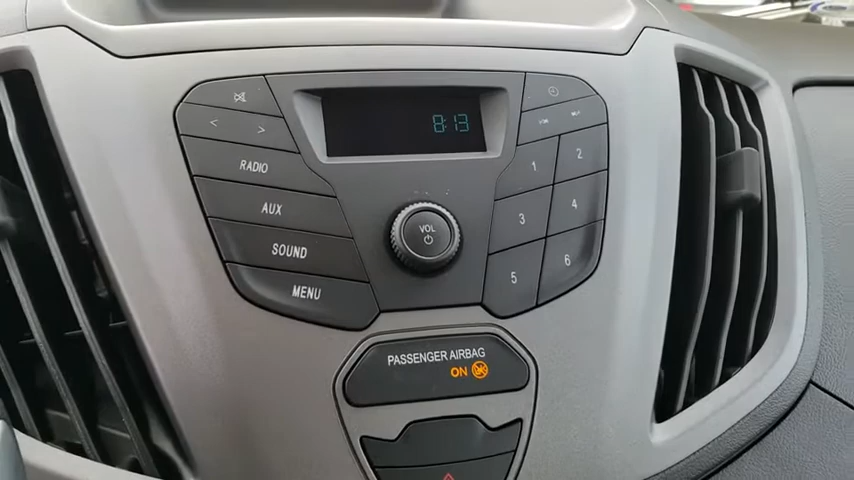 8:13
<
>
RADIO
AUX
SOUND
MENU
VOL
1
2
3
4
5
6
PASSENGER AIRBAG
ON